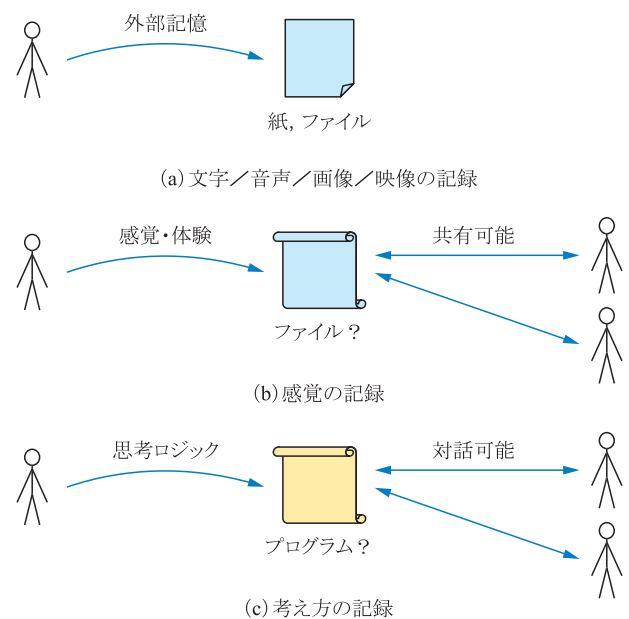 外部記憶
紙, ファイル
(a) 文字／音声／画像／映像の記録
感覚・体験
共有可能
ファイル？
(b) 感覚の記録
思考ロジック
対話可能
プログラム？
(c) 考え方の記録